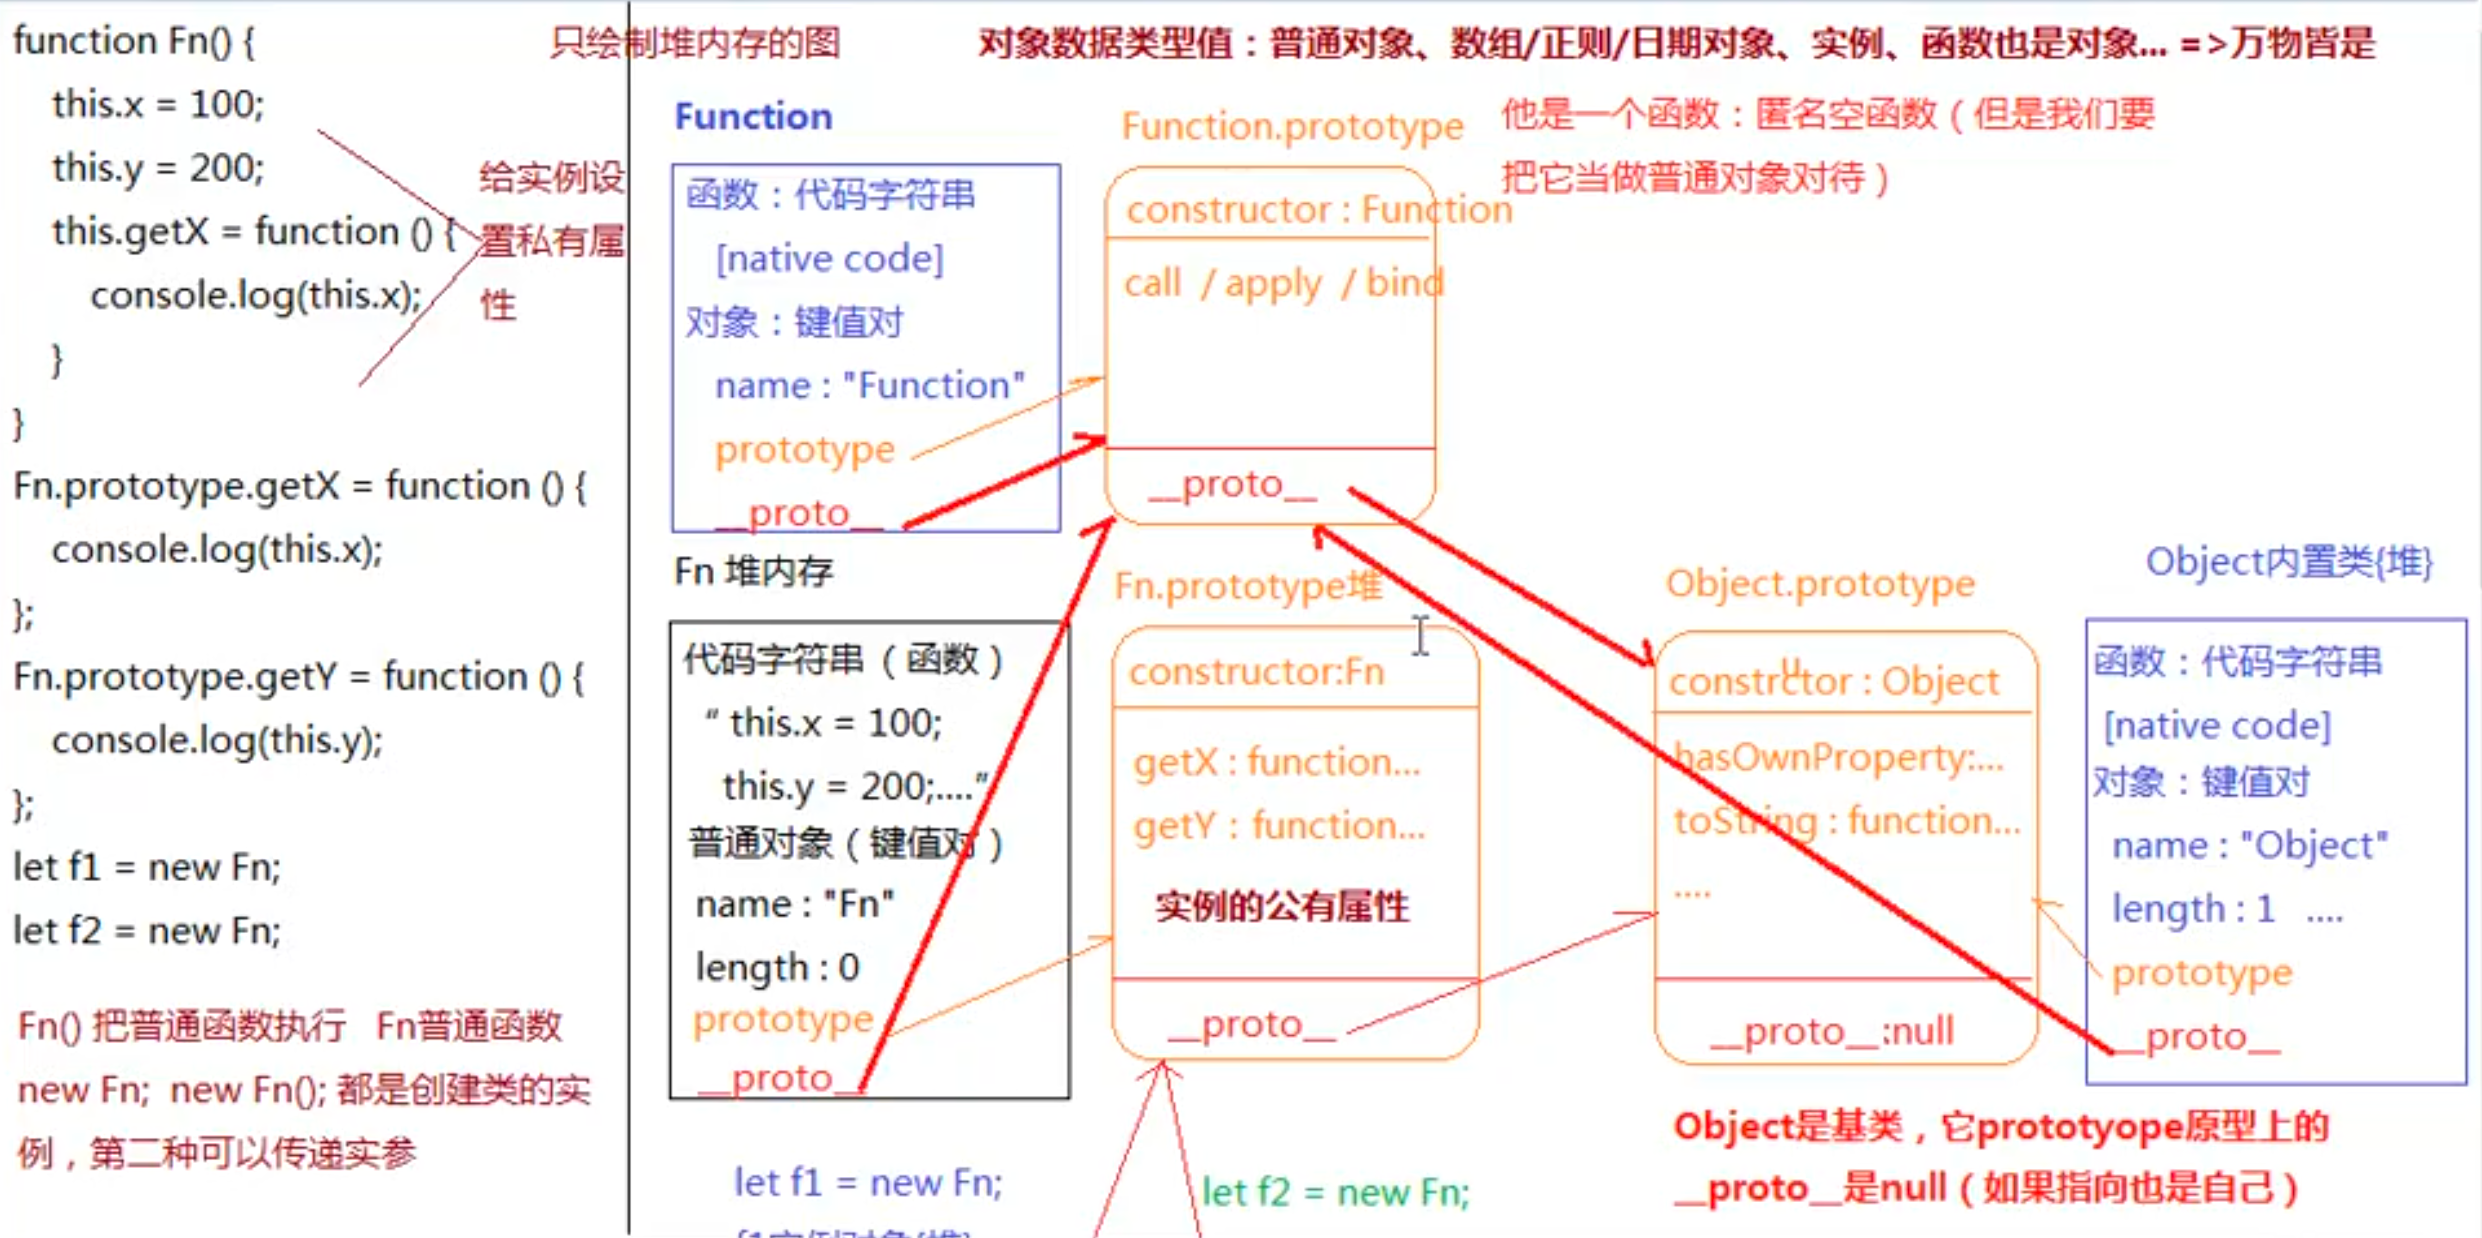 function Fn() {
this.x = 100;
this.y = 200;
this.getX = function () {
console.log(this.x);
}
}
Fn.prototype.getX = function () {
console.log(this.x);
};
Fn.prototype.getY = function () {
console.log(this.y);
};
let f1 = new Fn;
let f2 = new Fn;
给实例设
置私有属
性
Fn() 把普通函数执行 Fn普通函数
new Fn; new Fn(); 都是创建类的实
例，第二种可以传递实参
只绘制堆内存的图
对象数据类型值：普通对象、数组/正则/日期对象、实例、函数也是对象... =>万物皆是
Function
函数：代码字符串
[native code]
对象：键值对
name : "Function"
prototype
__proto__
Function.prototype
constructor : Function
call / apply / bind
__proto__
他是一个函数：匿名空函数（但是我们要
把它当做普通对象对待）
Fn 堆内存
代码字符串（函数）
“ this.x = 100;
this.y = 200;....”
普通对象（键值对）
name : "Fn"
length : 0
prototype
__proto__
Fn.prototype堆
constructor:Fn
getX : function...
getY : function...
实例的公有属性
__proto__
Object.prototype
constrctor : Object
u
hasOwnProperty:...
toString : function...
....
__proto__:null
Object内置类{堆}
函数：代码字符串
[native code]
对象：键值对
name : "Object"
length : 1 ....
prototype
__proto__
Object是基类，它prototyope原型上的
__proto__是null（如果指向也是自己）
let f1 = new Fn;
let f2 = new Fn;